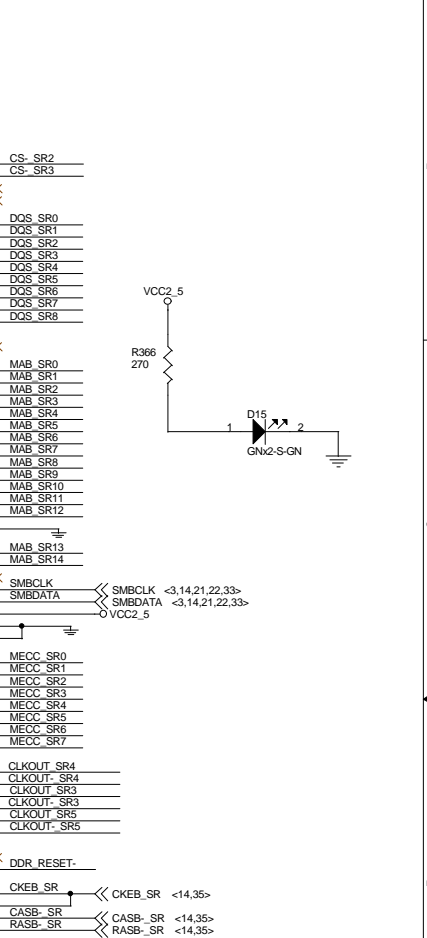 CS-_SR2
CS-_SR3
DQS_SR0
DQS_SR1
DQS_SR2
DQS_SR3
DQS_SR4
DQS_SR5
DQS_SR6
DQS_SR7
DQS_SR8
VCC2_5
R366
270
D15
1 2
GNx2-S-GN
MAB_SR0
MAB_SR1
MAB_SR2
MAB_SR3
MAB_SR4
MAB_SR5
MAB_SR6
MAB_SR7
MAB_SR8
MAB_SR9
MAB_SR10
MAB_SR11
MAB_SR12
MAB_SR13
MAB_SR14
SMBCLK SMBCLK <3,14,21,22,33>
SMBDATA SMBDATA <3,14,21,22,33>
VCC2_5
MECC_SR0
MECC_SR1
MECC_SR2
MECC_SR3
MECC_SR4
MECC_SR5
MECC_SR6
MECC_SR7
CLKOUT_SR4
CLKOUT-_SR4
CLKOUT_SR3
CLKOUT-_SR3
CLKOUT_SR5
CLKOUT-_SR5
DDR_RESET-
CKEB_SR CKEB_SR <14,35>
CASB-_SR CASB-_SR <14,35>
RASB-_SR RASB-_SR <14,35>